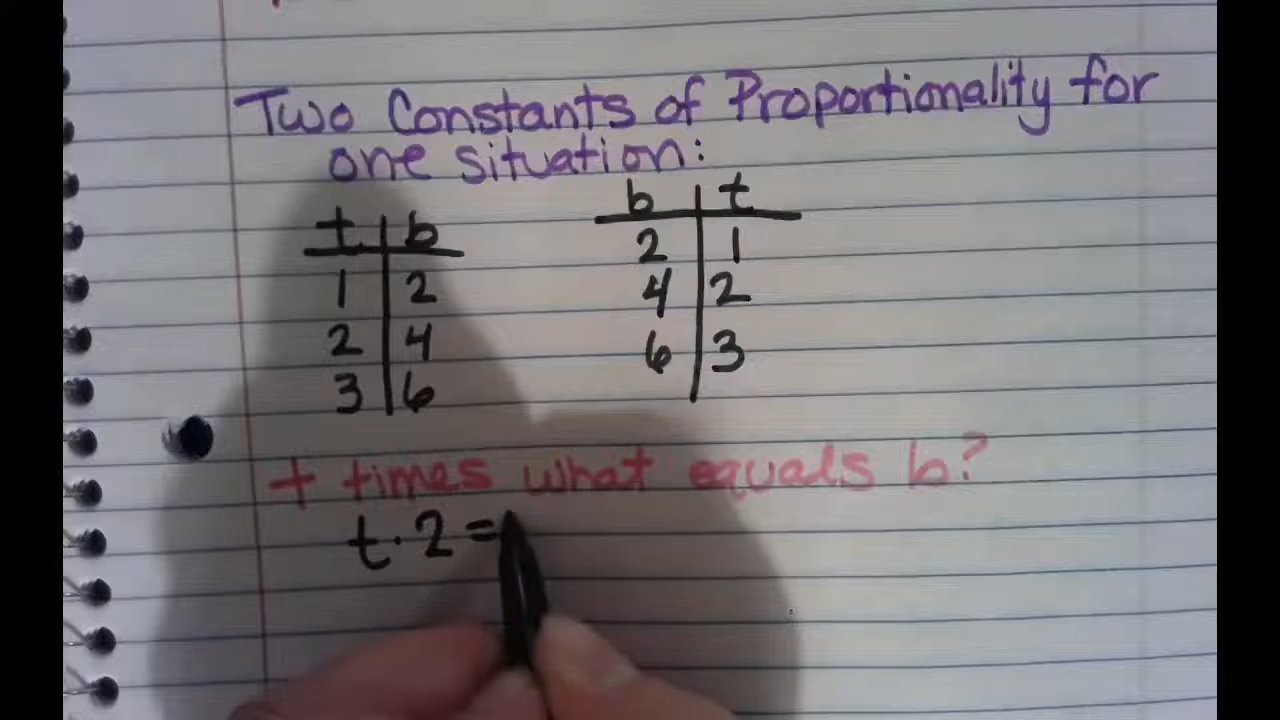 Two Constants of Proportionality for
one situation:
t b
1 2
2 4
3 6
b t
2 1
4 2
6 3
t times what equals b?
t · 2 =